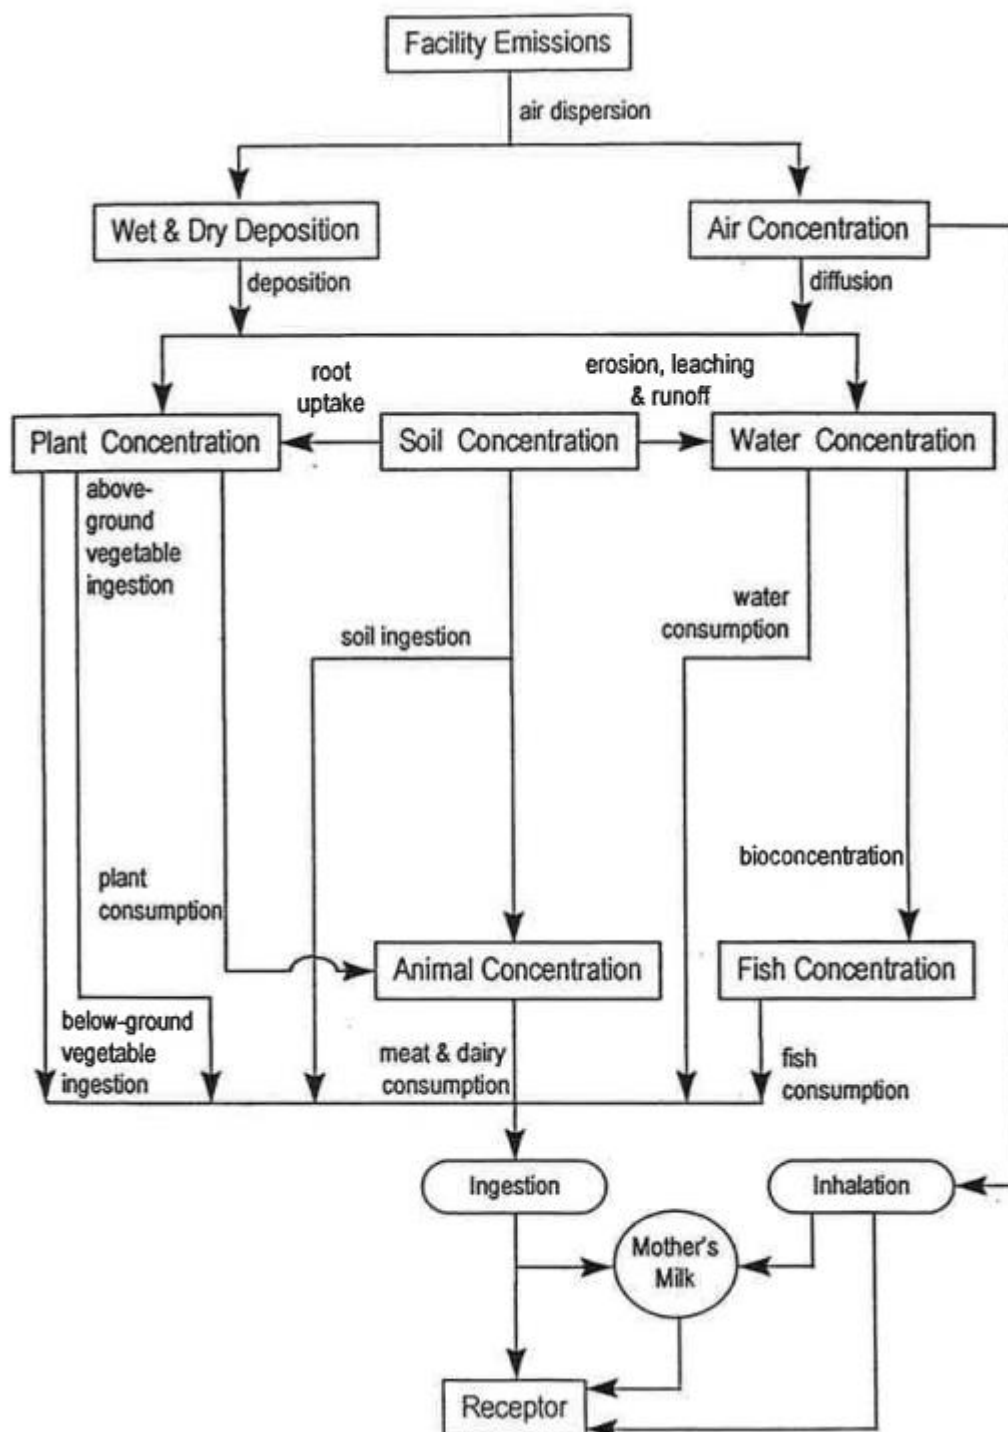 Facility Emissions
air dispersion
Wet & Dry Deposition
Air Concentration
deposition
diffusion
root
uptake
erosion, leaching
& runoff
Plant Concentration
Soil Concentration
Water Concentration
above-
ground
vegetable
ingestion
soil ingestion
water
consumption
plant
consumption
bioconcentration
Animal Concentration
Fish Concentration
below-ground
vegetable
ingestion
meat & dairy
consumption
fish
consumption
Ingestion
Inhalation
Mother's
Milk
Receptor